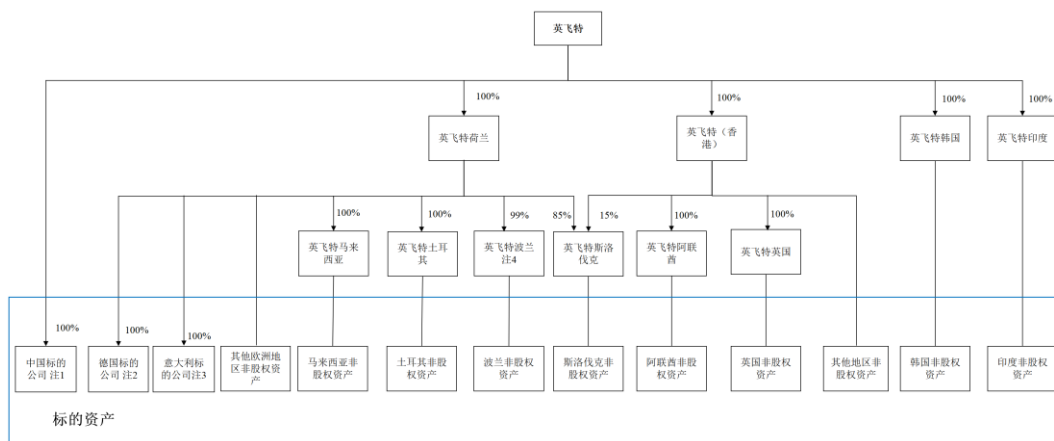 英飞特
100%
100%
100%
100%
英飞特荷兰
英飞特（香
港）
英飞特韩国
英飞特印度
100%
100%
99%
85%
15%
100%
100%
英飞特马来
西亚
英飞特土耳
其
英飞特波兰
注4
英飞特斯洛
伐克
英飞特阿联
酋
英飞特英国
100%
100%
100%
中国标的
公司 注1
德国标的
公司 注2
意大利标
的公司注3
其他欧洲地
区非股权资
产
马来西亚非
股权资产
土耳其非股
权资产
波兰非股权
资产
斯洛伐克非
股权资产
阿联酋非股
权资产
英国非股权
资产
其他地区非
股权资产
韩国非股权
资产
印度非股权
资产
标的资产